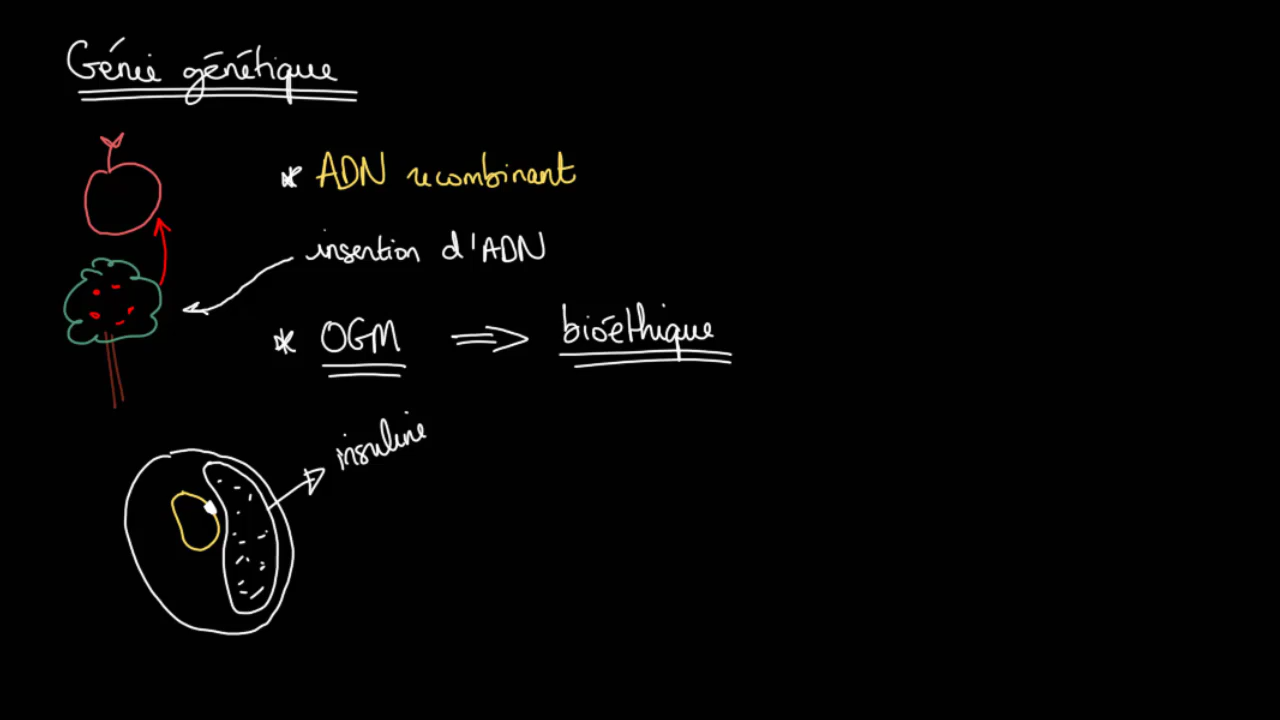 Génie génétique
* ADN recombinant
insertion d'ADN
* OGM ⇒ bioéthique
insuline